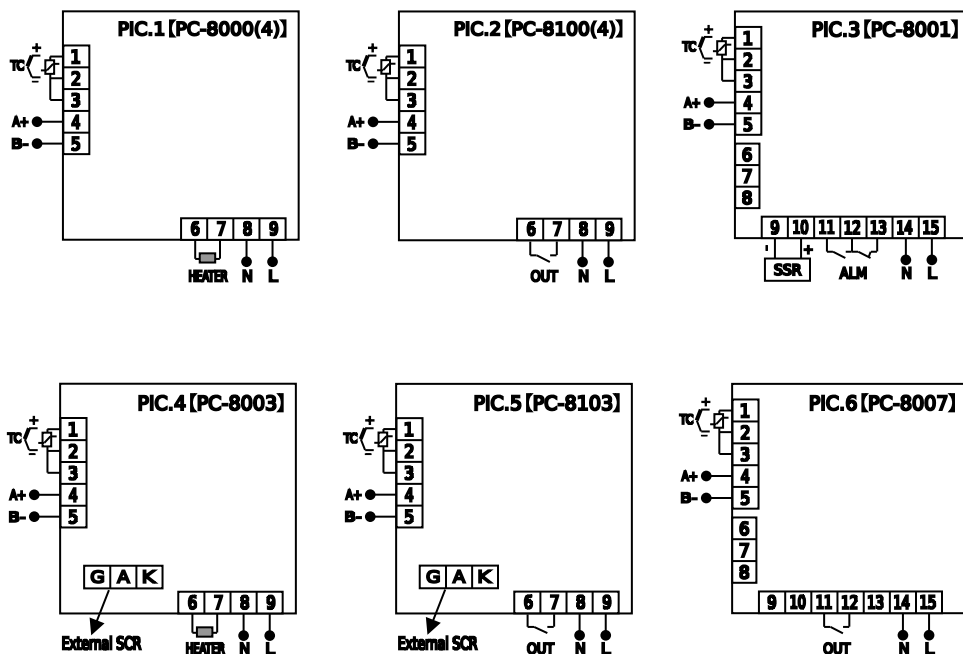 PIC.1【PC-8000(4)】
+
TC
−
1
2
3
A+ 4
B− 5
6 7 8 9
HEATER N L
PIC.2【PC-8100(4)】
+
TC
−
1
2
3
A+ 4
B− 5
6 7 8 9
OUT N L
PIC.3【PC-8001】
+
TC
−
1
2
3
A+ 4
B− 5
6
7
8
9 10 11 12 13 14 15
- +
SSR ALM N L
PIC.4【PC-8003】
+
TC
−
1
2
3
A+ 4
B− 5
G A K
6 7 8 9
External SCR HEATER N L
PIC.5【PC-8103】
+
TC
−
1
2
3
A+ 4
B− 5
G A K
6 7 8 9
External SCR OUT N L
PIC.6【PC-8007】
+
TC
−
1
2
3
A+ 4
B− 5
6
7
8
9 10 11 12 13 14 15
OUT N L